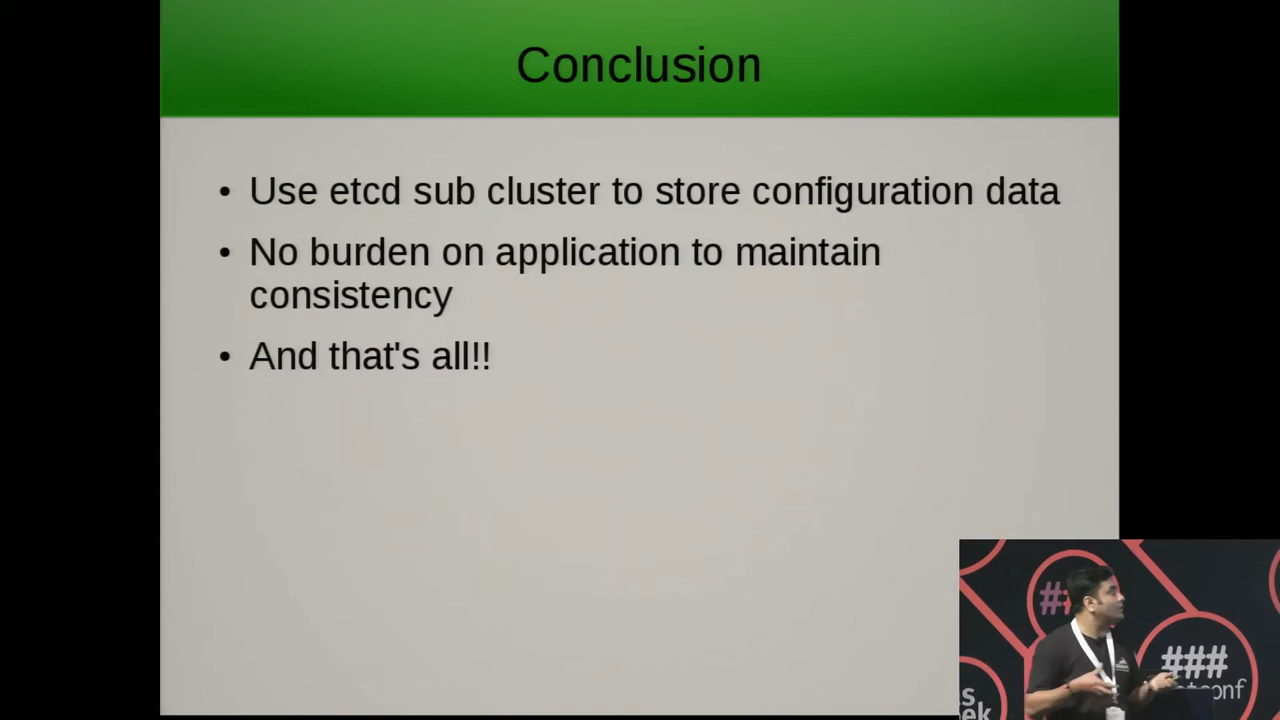 Conclusion
• Use etcd sub cluster to store configuration data
• No burden on application to maintain
consistency
• And that's all!!
###